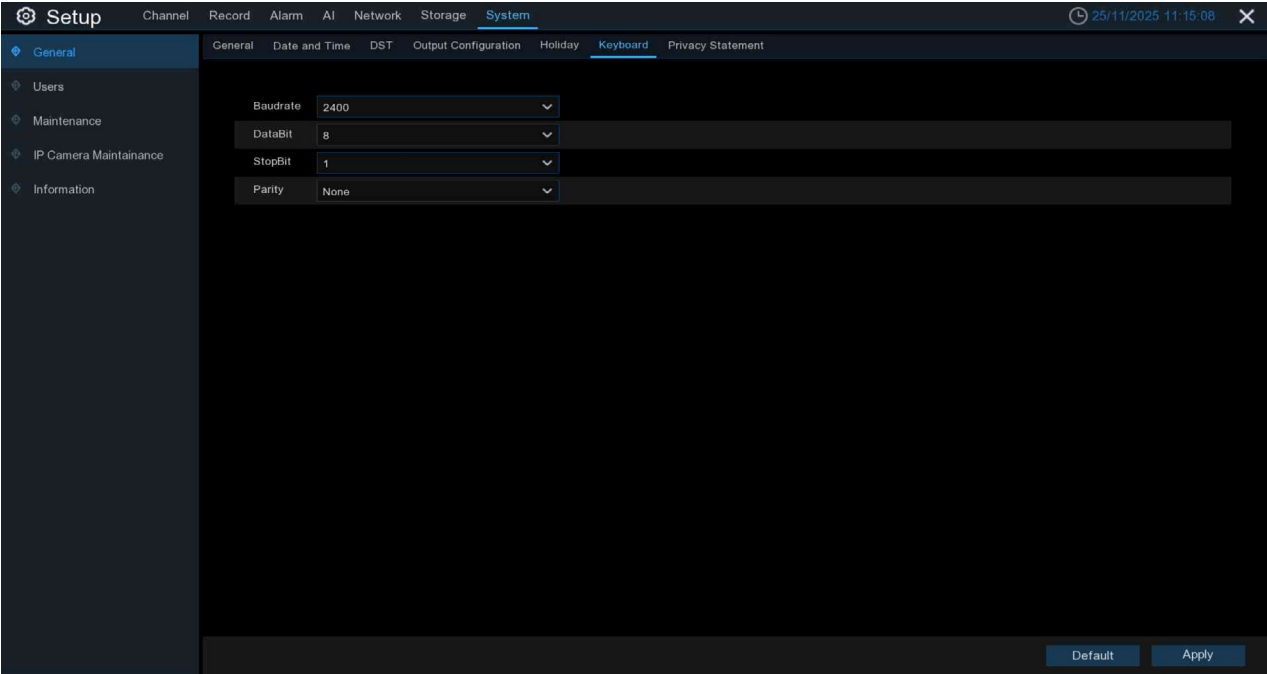 Setup Channel Record Alarm AI Network Storage System 25/11/2025 11:15:08
General General Date and Time DST Output Configuration Holiday Keyboard Privacy Statement
Users
Maintenance
IP Camera Maintainance
Information
Baudrate 2400
DataBit 8
StopBit 1
Parity None
Default Apply